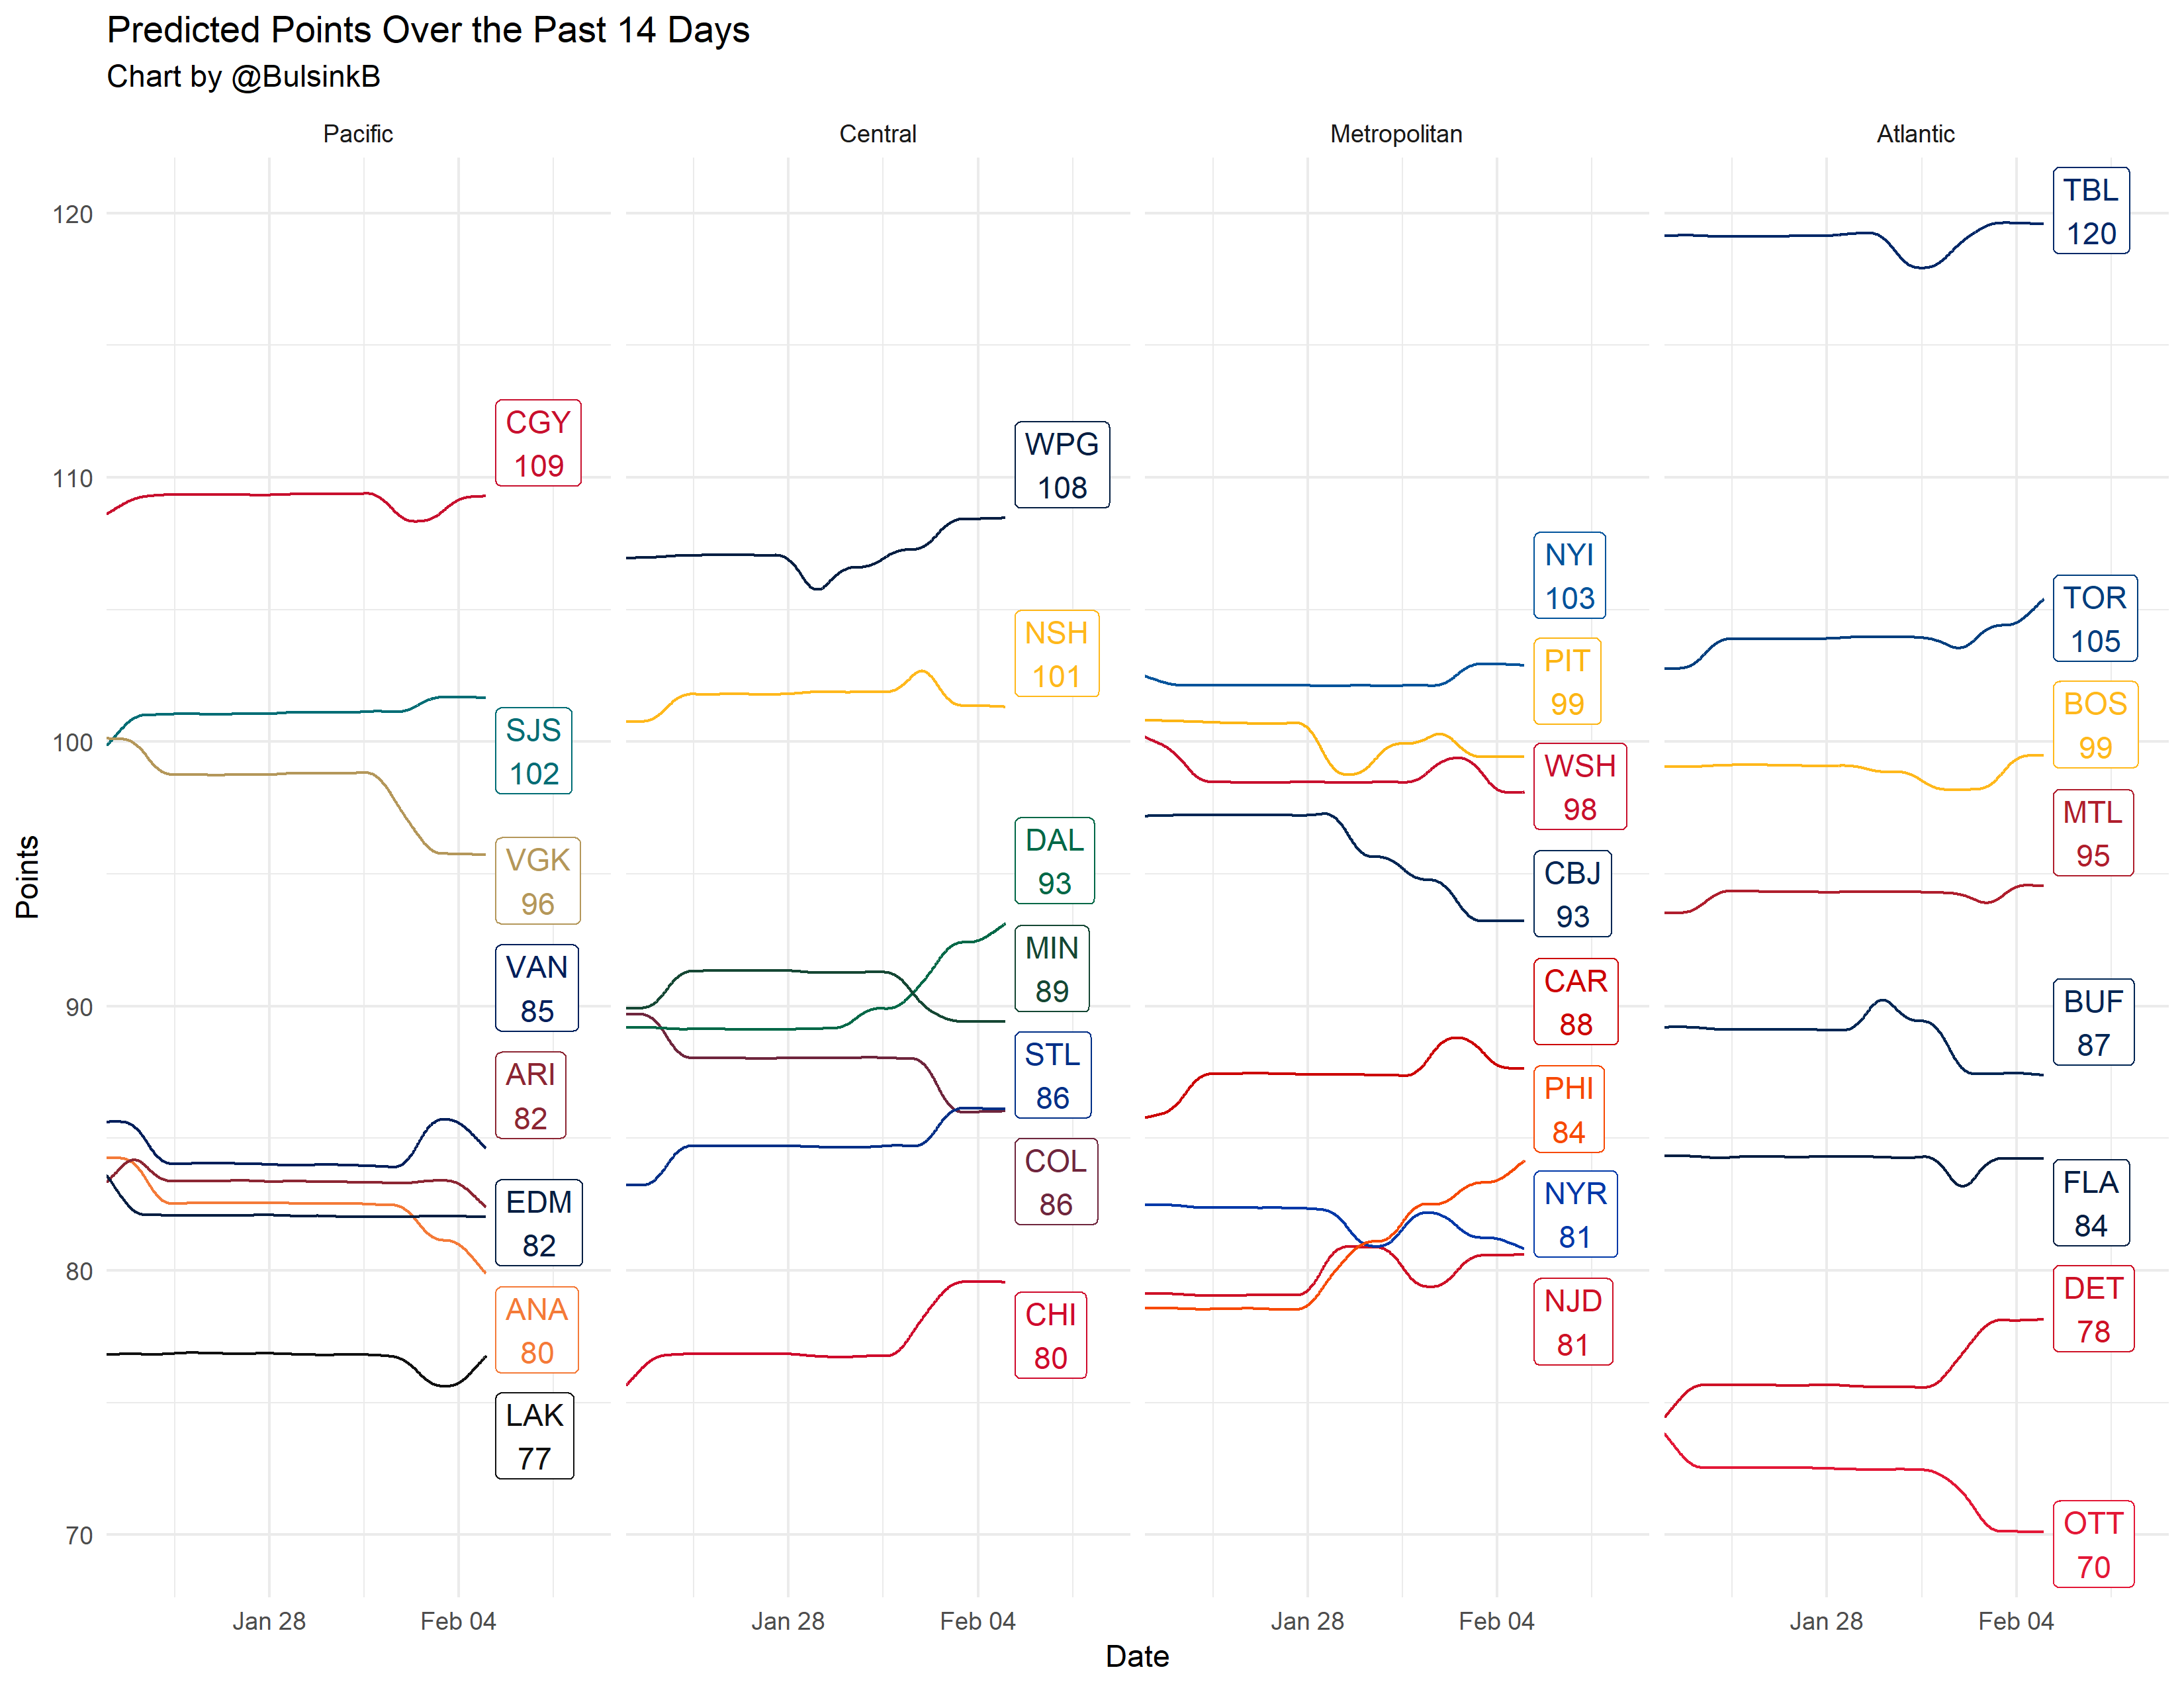 Predicted Points Over the Past 14 Days
Chart by @BulsinkB
Pacific
Central
Metropolitan
Atlantic
120
110
100
90
80
70
Points
CGY
109
SJS
102
VGK
96
VAN
85
ARI
82
EDM
82
ANA
80
LAK
77
WPG
108
NSH
101
DAL
93
MIN
89
STL
86
COL
86
CHI
80
NYI
103
PIT
99
WSH
98
CBJ
93
CAR
88
PHI
84
NYR
81
NJD
81
TBL
120
TOR
105
BOS
99
MTL
95
BUF
87
FLA
84
DET
78
OTT
70
Jan 28
Feb 04
Jan 28
Feb 04
Jan 28
Feb 04
Jan 28
Feb 04
Date